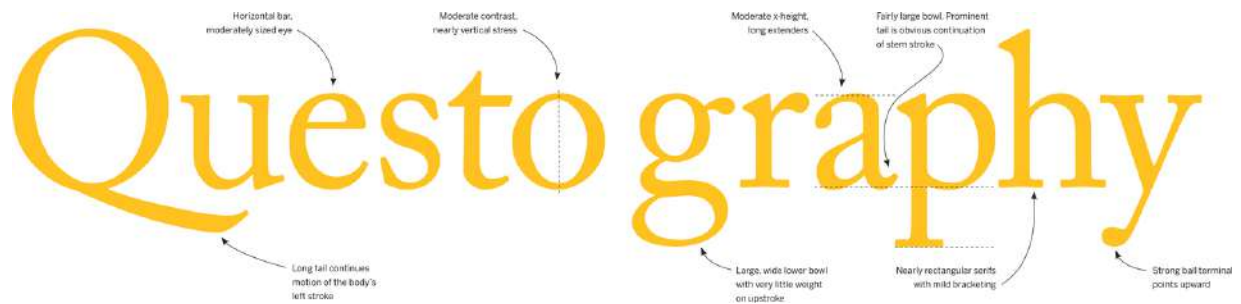 Horizontal bar,
moderately sized eye
Moderate contrast,
nearly vertical stress
Moderate x-height,
long extenders
Fairly large bowl. Prominent
tail is obvious continuation
of stem stroke
Questo graphy
Long tail continues
motion of the body's
left stroke
Large, wide lower bowl
with very little weight
on upstroke
Nearly rectangular serifs
with mild bracketing
Strong ball terminal
points upward